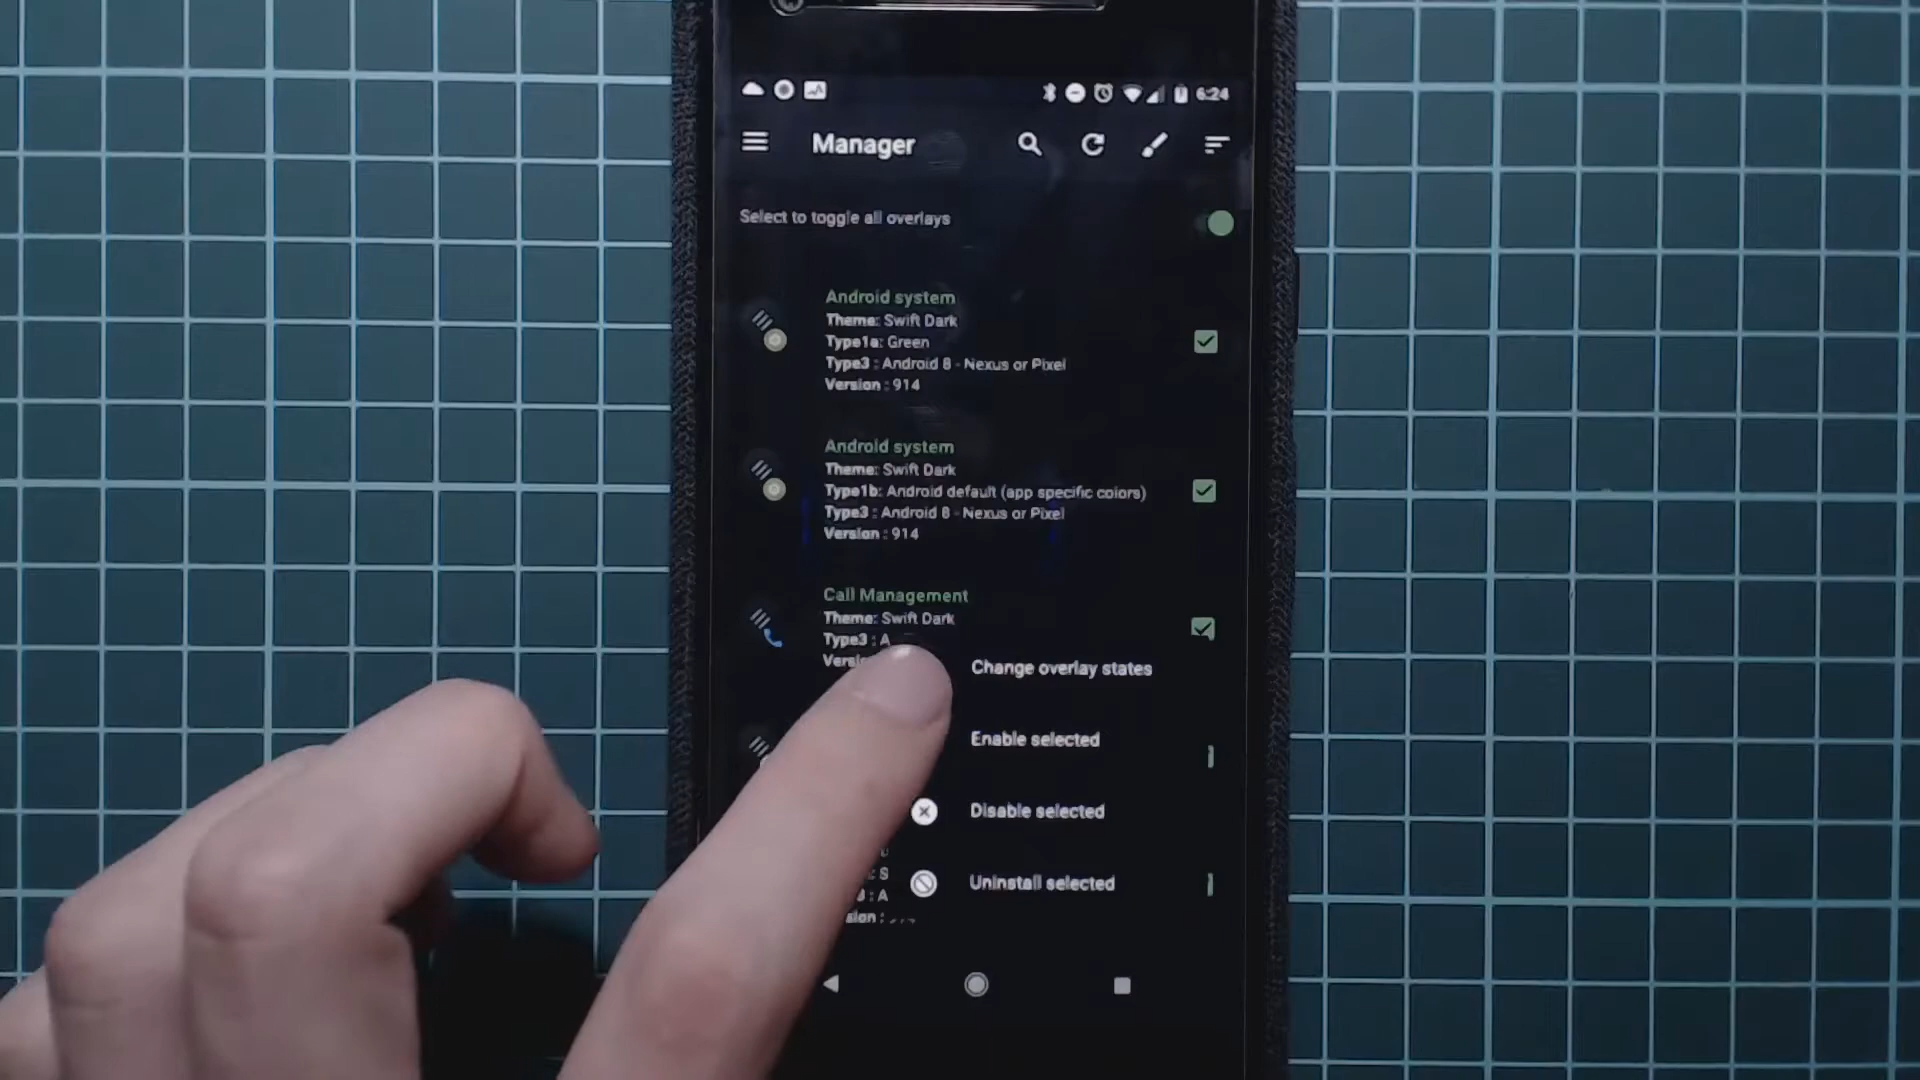 6:24
Manager
Select to toggle all overlays
Android system
Theme: Swift Dark
Type1a: Green
Type3 : Android 8 - Nexus or Pixel
Version : 914
Android system
Theme: Swift Dark
Type1b: Android default (app specific colors)
Type3 : Android 8 - Nexus or Pixel
Version : 914
Call Management
Theme: Swift Dark
Type3 : A
Change overlay states
Enable selected
Disable selected
Uninstall selected